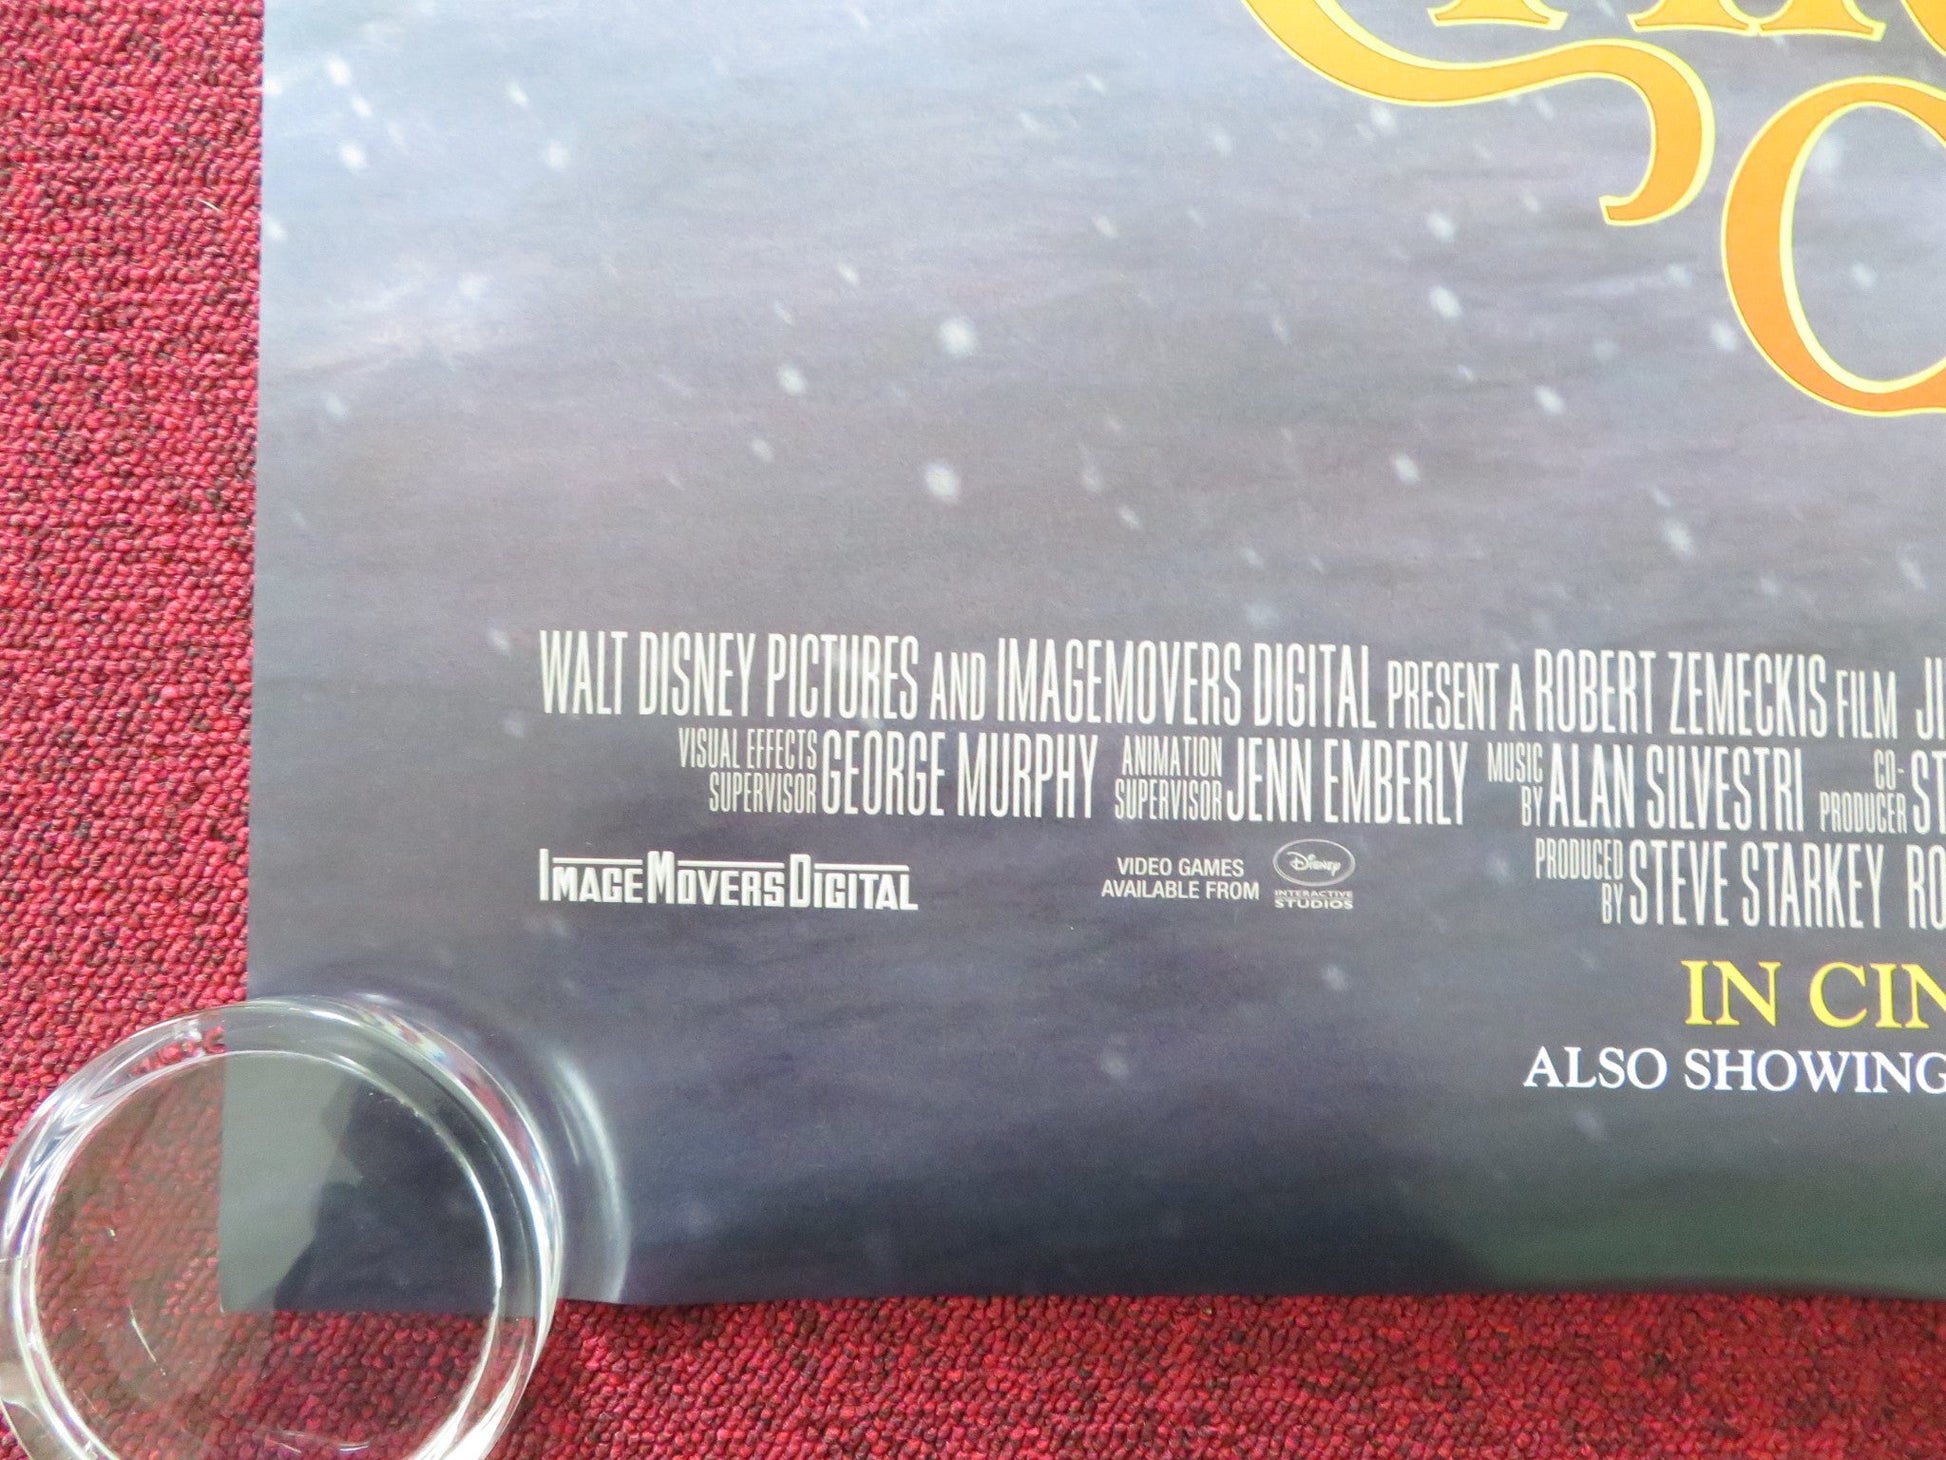 WALT DISNEY PICTURES AND IMAGEMOVERS DIGITAL PRESENT A ROBERT ZEMECKIS FILM
VISUAL EFFECTS SUPERVISOR GEORGE MURPHY ANIMATION SUPERVISOR JENN EMBERLY MUSIC BY ALAN SILVESTRI CO-PRODUCER
PRODUCED BY STEVE STARKEY
IMAGEMOVERSDIGITAL
VIDEO GAMES
AVAILABLE FROM
Disney
INTERACTIVE
STUDIOS
IN
ALSO SHOWING